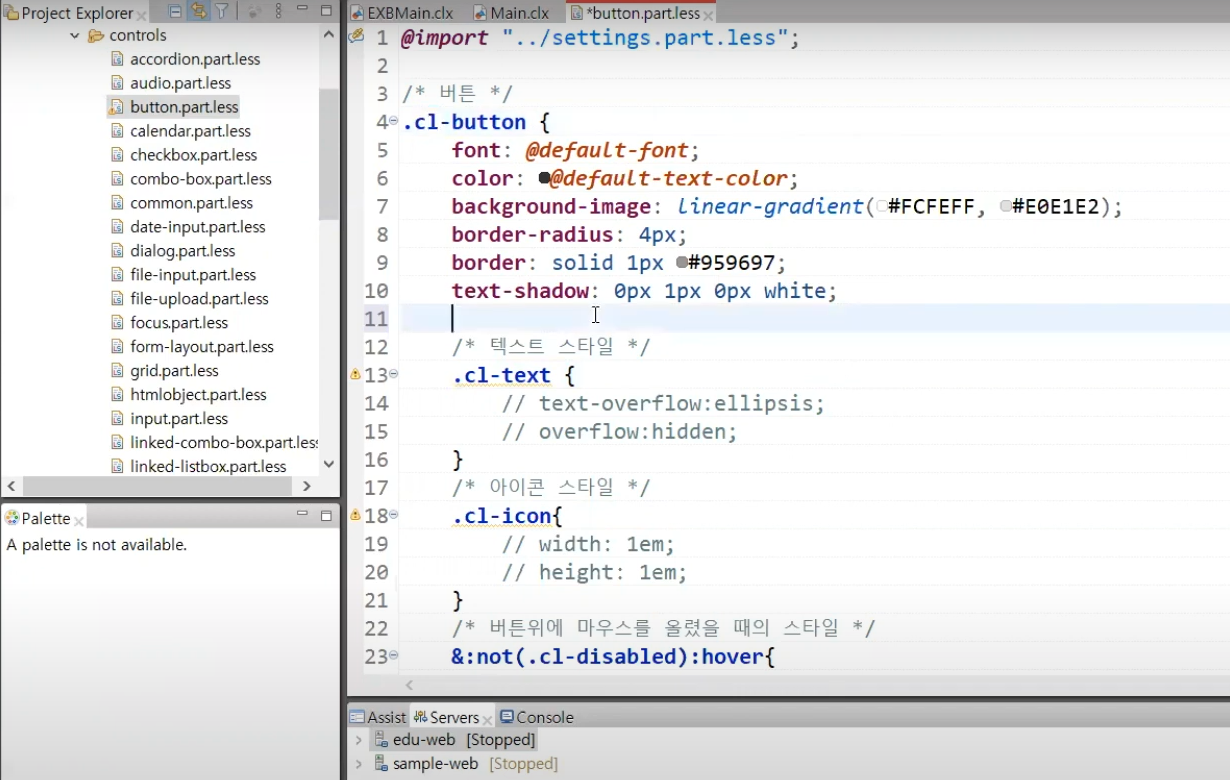 Project Explorer
controls
accordion.part.less
audio.part.less
button.part.less
calendar.part.less
checkbox.part.less
combo-box.part.less
common.part.less
date-input.part.less
dialog.part.less
file-input.part.less
file-upload.part.less
focus.part.less
form-layout.part.less
grid.part.less
htmlobject.part.less
input.part.less
linked-combo-box.part.less
linked-listbox.part.less
Palette
A palette is not available.
EXBMain.clx Main.clx *button.part.less
1 @import "../settings.part.less";
2
3 /* 버튼 */
4 .cl-button {
5 font: @default-font;
6 color: @default-text-color;
7 background-image: linear-gradient(#FCFEFF, #E0E1E2);
8 border-radius: 4px;
9 border: solid 1px #959697;
10 text-shadow: 0px 1px 0px white;
11
12 /* 텍스트 스타일 */
13 .cl-text {
14 // text-overflow:ellipsis;
15 // overflow:hidden;
16 }
17 /* 아이콘 스타일 */
18 .cl-icon{
19 // width: 1em;
20 // height: 1em;
21 }
22 /* 버튼위에 마우스를 올렸을 때의 스타일 */
23 &:not(.cl-disabled):hover{
Assist Servers Console
edu-web [Stopped]
sample-web [Stopped]